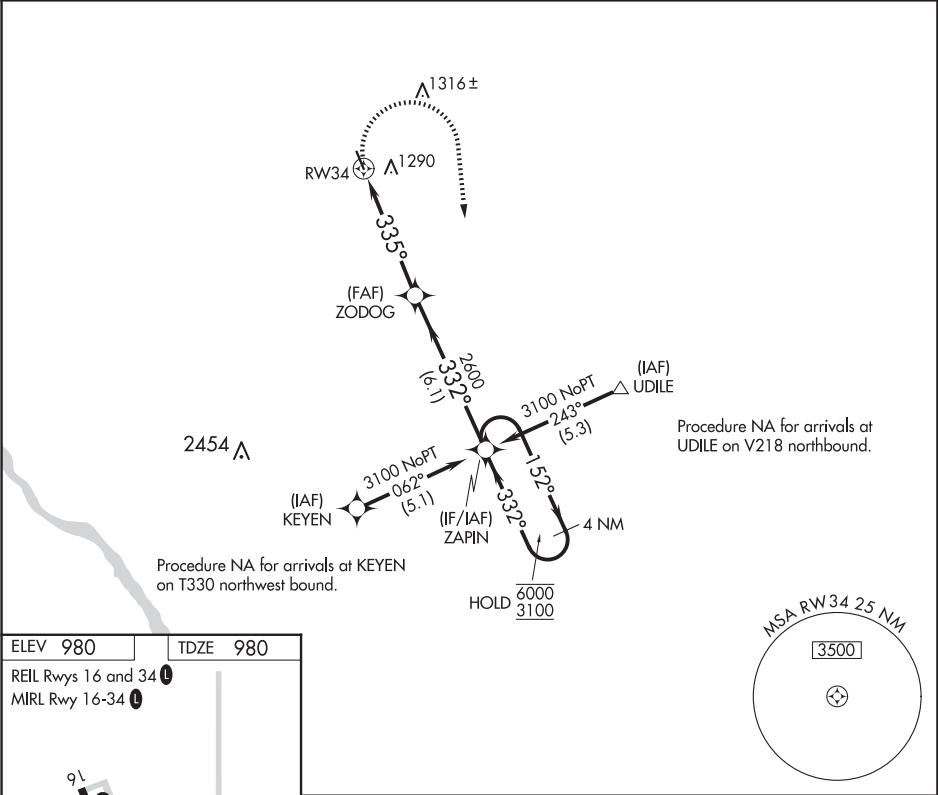 1316±
1290
RW34
335°
(FAF)
ZODOG
2600
332°
(6.1)
(IAF)
UDILE
3100 NoPT
243°
(5.3)
Procedure NA for arrivals at
UDILE on V218 northbound.
2454
3100 NoPT
062°
(5.1)
(IAF)
KEYEN
(IF/IAF)
ZAPIN
152°
332°
4 NM
Procedure NA for arrivals at KEYEN
on T330 northwest bound.
HOLD 6000
3100
MSA RW34 25 NM
3500
ELEV 980
TDZE 980
REIL Rwys 16 and 34 L
MIRL Rwy 16-34 L
16